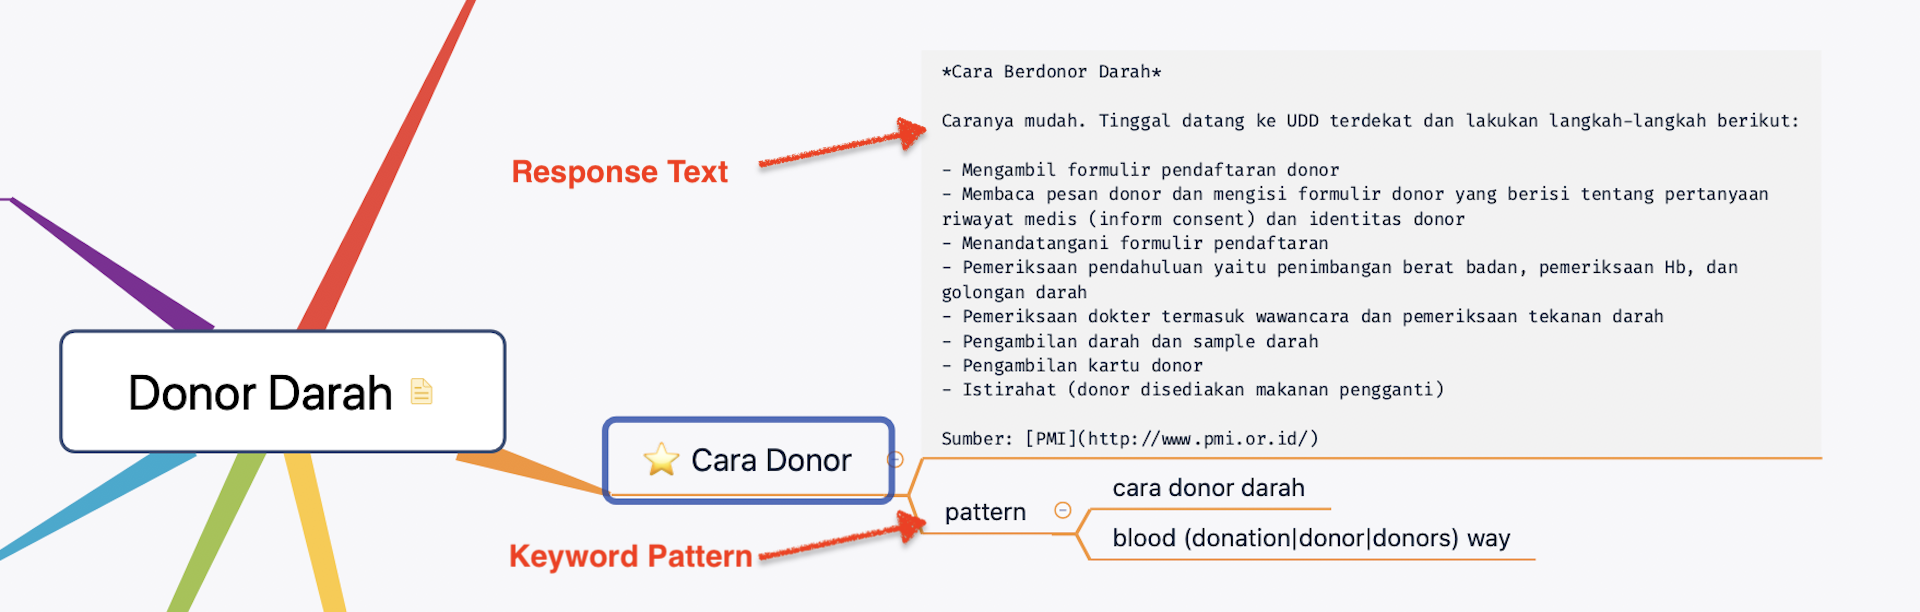 *Cara Berdonor Darah*
Caranya mudah. Tinggal datang ke UDD terdekat dan lakukan langkah-langkah berikut:
- Mengambil formulir pendaftaran donor
- Membaca pesan donor dan mengisi formulir donor yang berisi tentang pertanyaan
riwayat medis (inform consent) dan identitas donor
- Menandatangani formulir pendaftaran
- Pemeriksaan pendahuluan yaitu penimbangan berat badan, pemeriksaan Hb, dan
golongan darah
- Pemeriksaan dokter termasuk wawancara dan pemeriksaan tekanan darah
- Pengambilan darah dan sample darah
- Pengambilan kartu donor
- Istirahat (donor disediakan makanan pengganti)
Sumber: [PMI](http://www.pmi.or.id/)
Response Text
Donor Darah
Cara Donor
pattern
cara donor darah
blood (donation|donor|donors) way
Keyword Pattern